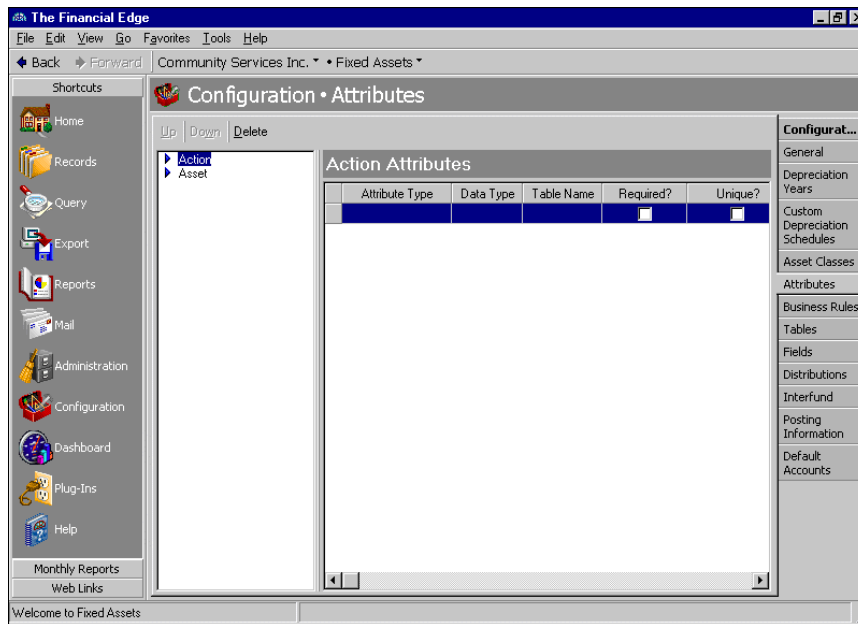 The Financial Edge
File Edit View Go Favorites Tools Help
Back Forward Community Services Inc. • Fixed Assets
Shortcuts
Home
Records
Query
Export
Reports
Mail
Administration
Configuration
Dashboard
Plug-Ins
Help
Monthly Reports
Web Links
Configuration • Attributes
Up Down Delete
Action
Asset
Action Attributes
Attribute Type Data Type Table Name Required? Unique?
Configurat...
General
Depreciation
Years
Custom
Depreciation
Schedules
Asset Classes
Attributes
Business Rules
Tables
Fields
Distributions
Interfund
Posting
Information
Default
Accounts
Welcome to Fixed Assets